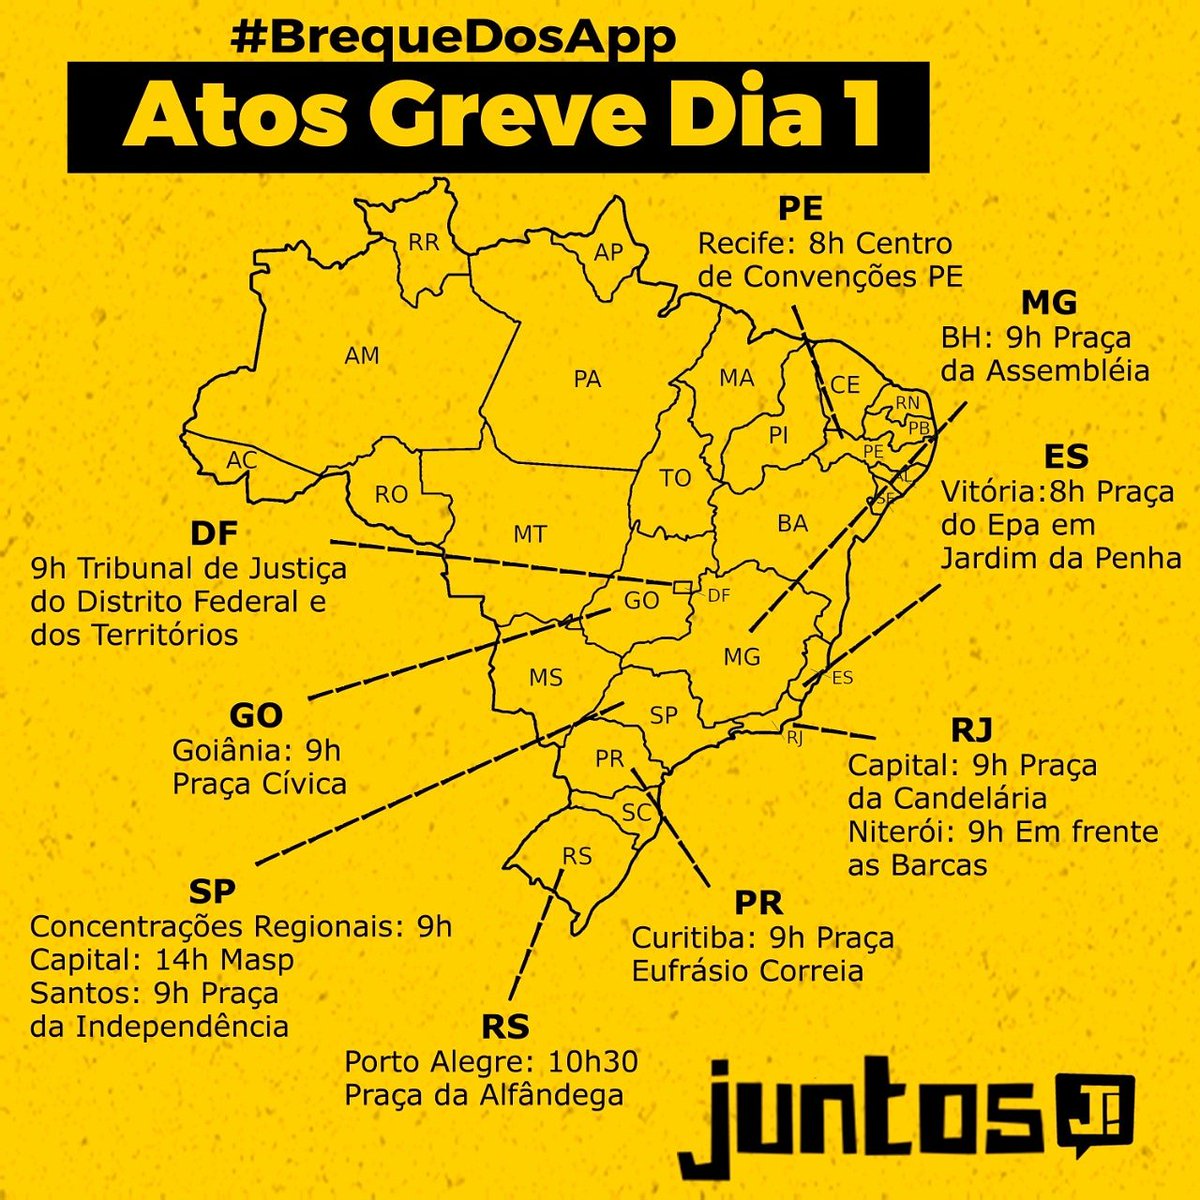 #BrequeDosApp
Atos Greve Dia 1
PE
Recife: 8h Centro
de Convenções PE
MG
BH: 9h Praça
da Assembléia
ES
Vitória:8h Praça
do Epa em
Jardim da Penha
DF
9h Tribunal de Justiça
do Distrito Federal e
dos Territórios
GO
Goiânia: 9h
Praça Cívica
RJ
Capital: 9h Praça
da Candelária
Niterói: 9h Em frente
as Barcas
SP
Concentrações Regionais: 9h
Capital: 14h Masp
Santos: 9h Praça
da Independência
PR
Curitiba: 9h Praça
Eufrásio Correia
RS
Porto Alegre: 10h30
Praça da Alfândega
RR
AP
AM
PA
MA
CE
RN
PB
PI
PE
AL
SE
AC
RO
TO
BA
MT
DF
GO
MG
MS
ES
SP
RJ
PR
SC
RS
juntos
J!